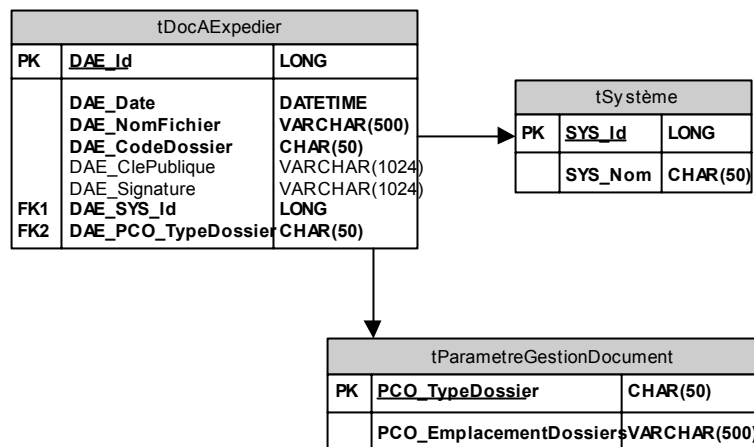 tDocAExpedier
PK DAE_Id LONG
DAE_Date DATETIME
DAE_NomFichier VARCHAR(500)
DAE_CodeDossier CHAR(50)
DAE_ClePublique VARCHAR(1024)
DAE_Signature VARCHAR(1024)
FK1 DAE_SYS_Id LONG
FK2 DAE_PCO_TypeDossier CHAR(50)
tSystème
PK SYS_Id LONG
SYS_Nom CHAR(50)
tParametreGestionDocument
PK PCO_TypeDossier CHAR(50)
PCO_EmplacementDossiers VARCHAR(500)